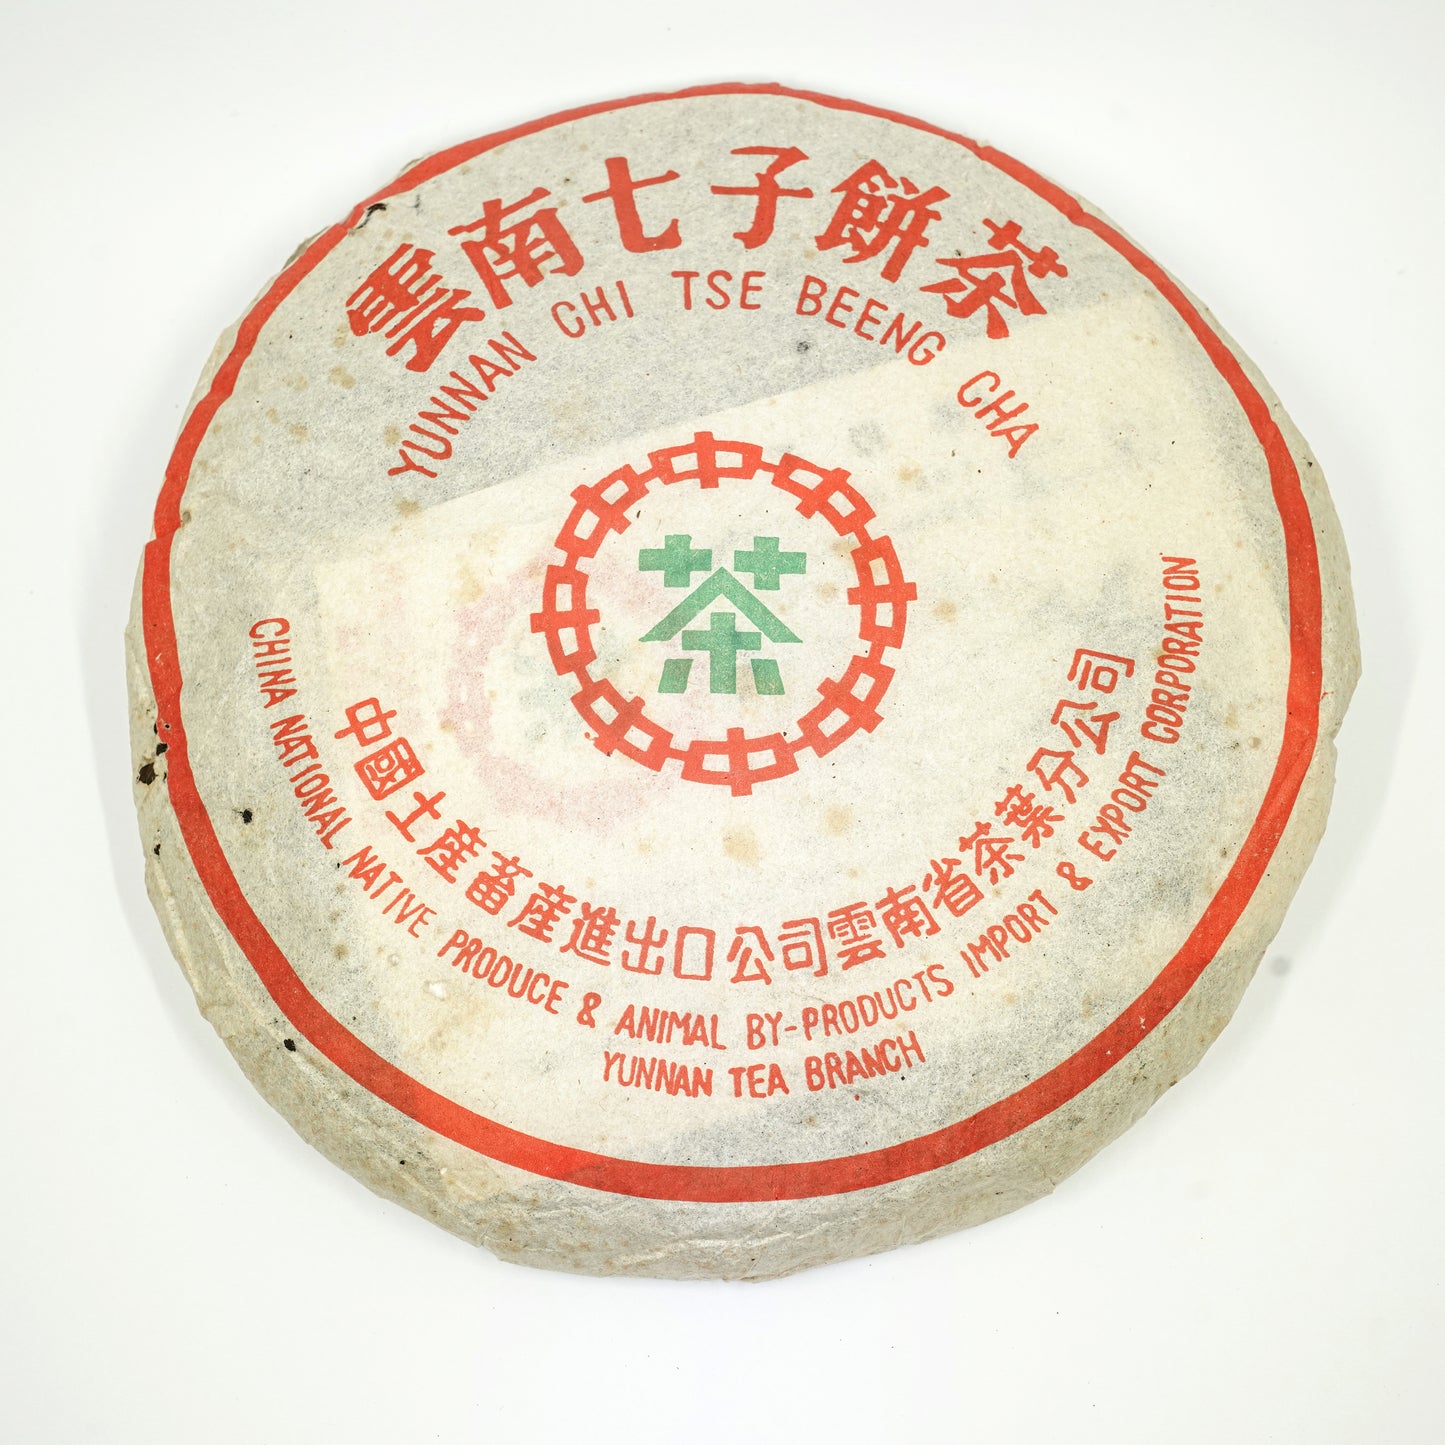 雲南七子餅茶
YUNNAN CHI TSE BEENG CHA
茶
中國土產畜產進出口公司雲南省茶葉分公司
CHINA NATIONAL NATIVE PRODUCE & ANIMAL BY-PRODUCTS IMPORT & EXPORT CORPORATION
YUNNAN TEA BRANCH